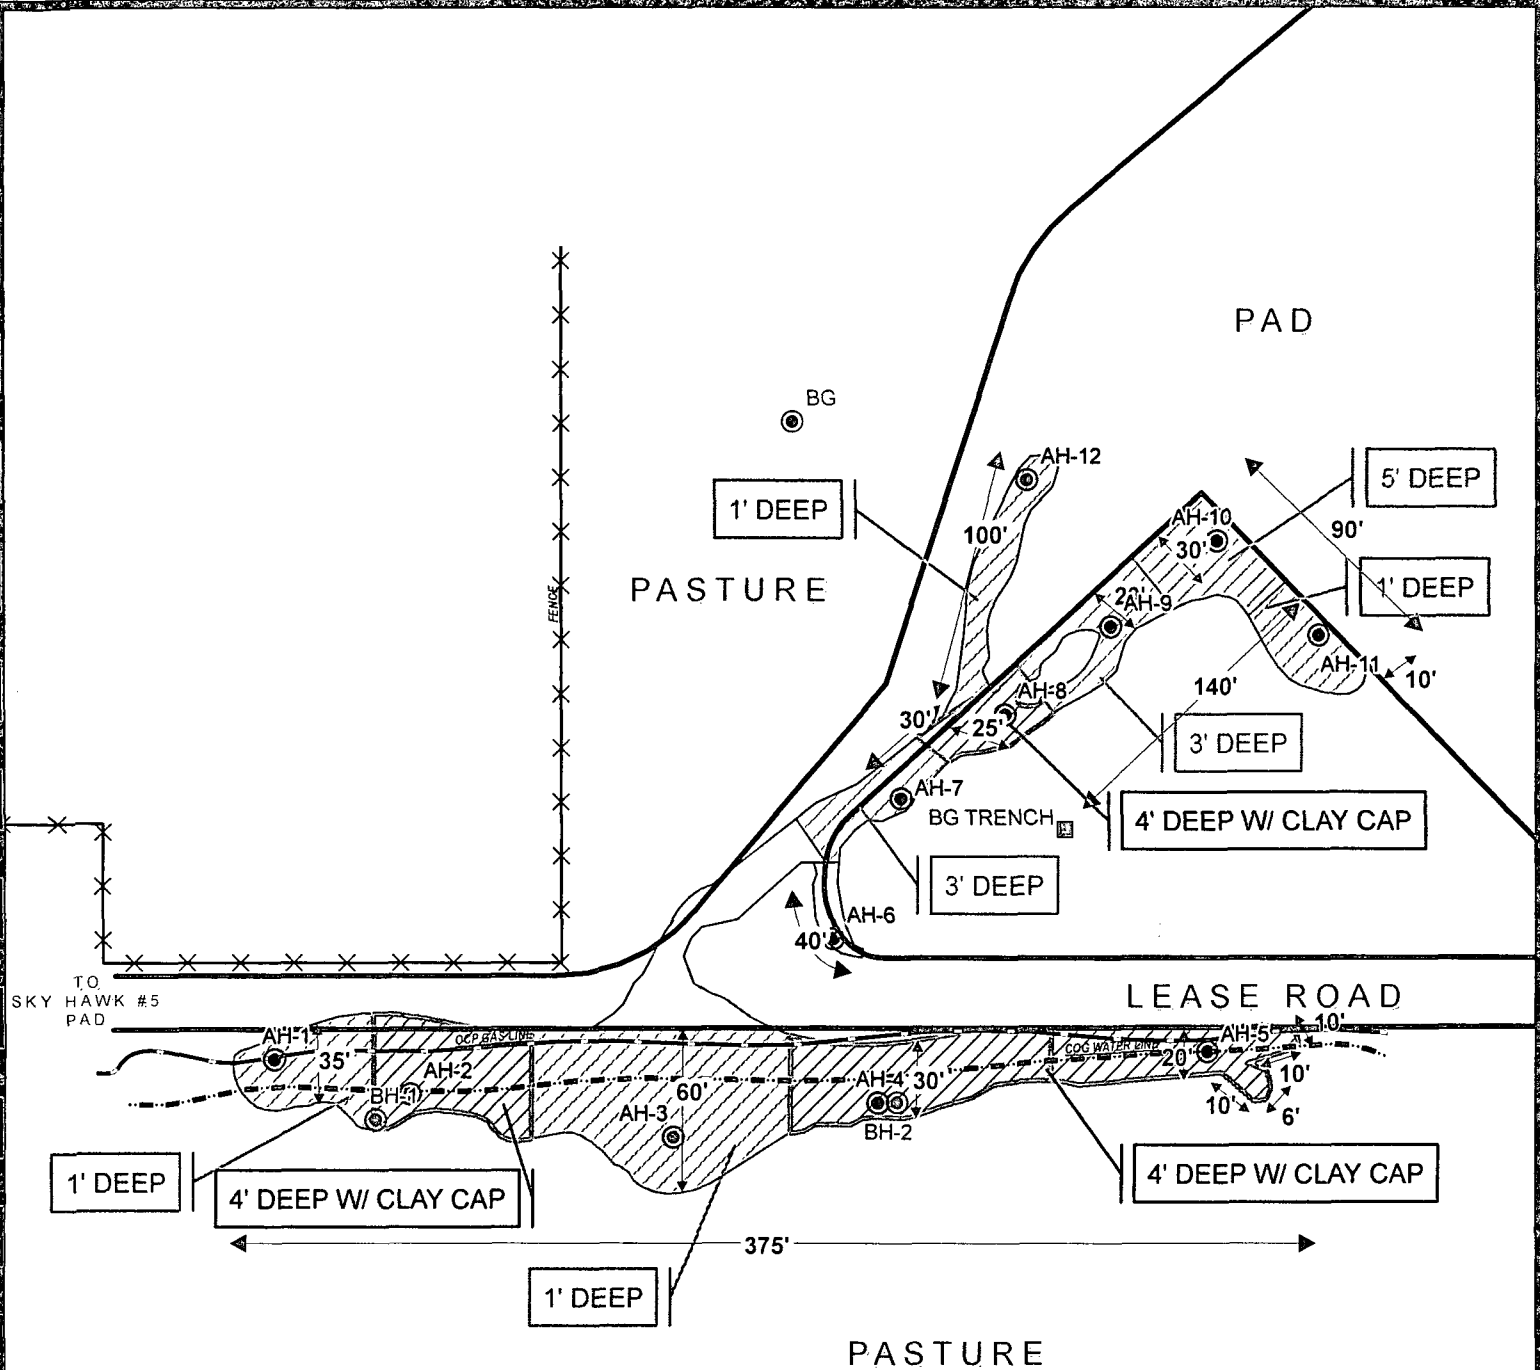 PAD
BG
AH-12
5' DEEP
1' DEEP
AH-10
90'
100'
30'
PASTURE
1' DEEP
FENCE
AH-9
AH-11
10'
AH-8
140'
30'
25'
3' DEEP
AH-7
BG TRENCH
4' DEEP W/ CLAY CAP
3' DEEP
AH-6
40'
TO
SKY HAWK #5
PAD
LEASE ROAD
AH-1
OCP GAS LINE
AH-5
10'
35'
COG WATER LINE
20'
AH-2
60'
AH-4
30'
10'
BH-1
10'
AH-3
6'
BH-2
1' DEEP
4' DEEP W/ CLAY CAP
4' DEEP W/ CLAY CAP
375'
1' DEEP
PASTURE